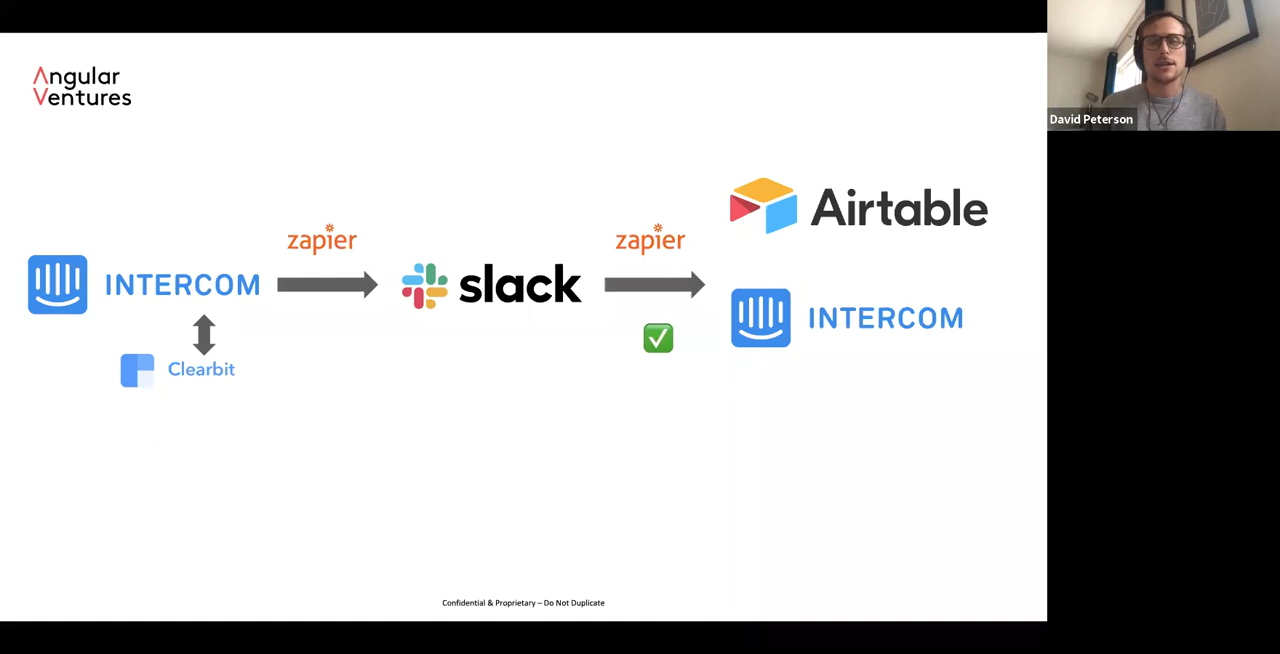 Angular
Ventures
David Peterson
Airtable
zapier
zapier
INTERCOM
slack
INTERCOM
Clearbit
Confidential & Proprietary – Do Not Duplicate